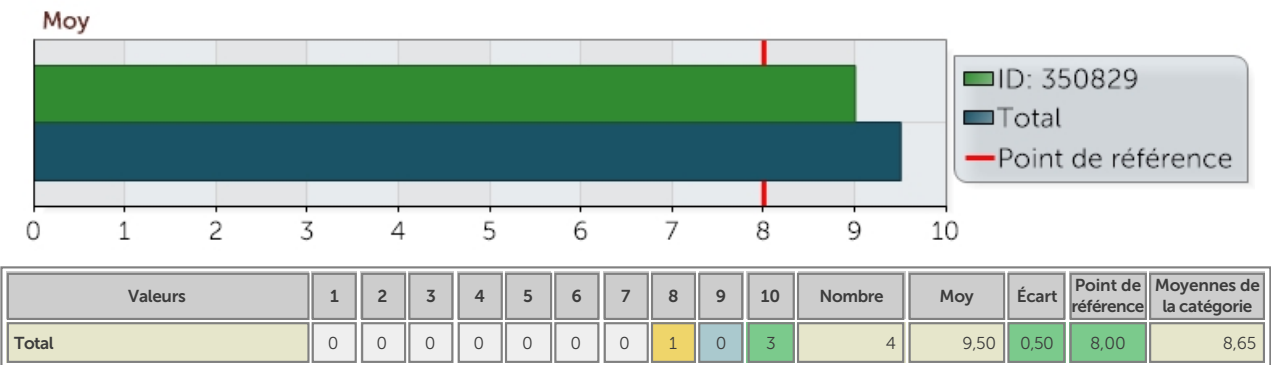 Moy
ID: 350829
Total
Point de référence
0 1 2 3 4 5 6 7 8 9 10
Valeurs 1 2 3 4 5 6 7 8 9 10 Nombre Moy Écart Point de référence Moyennes de la catégorie
Total 0 0 0 0 0 0 0 1 0 3 4 9,50 0,50 8,00 8,65